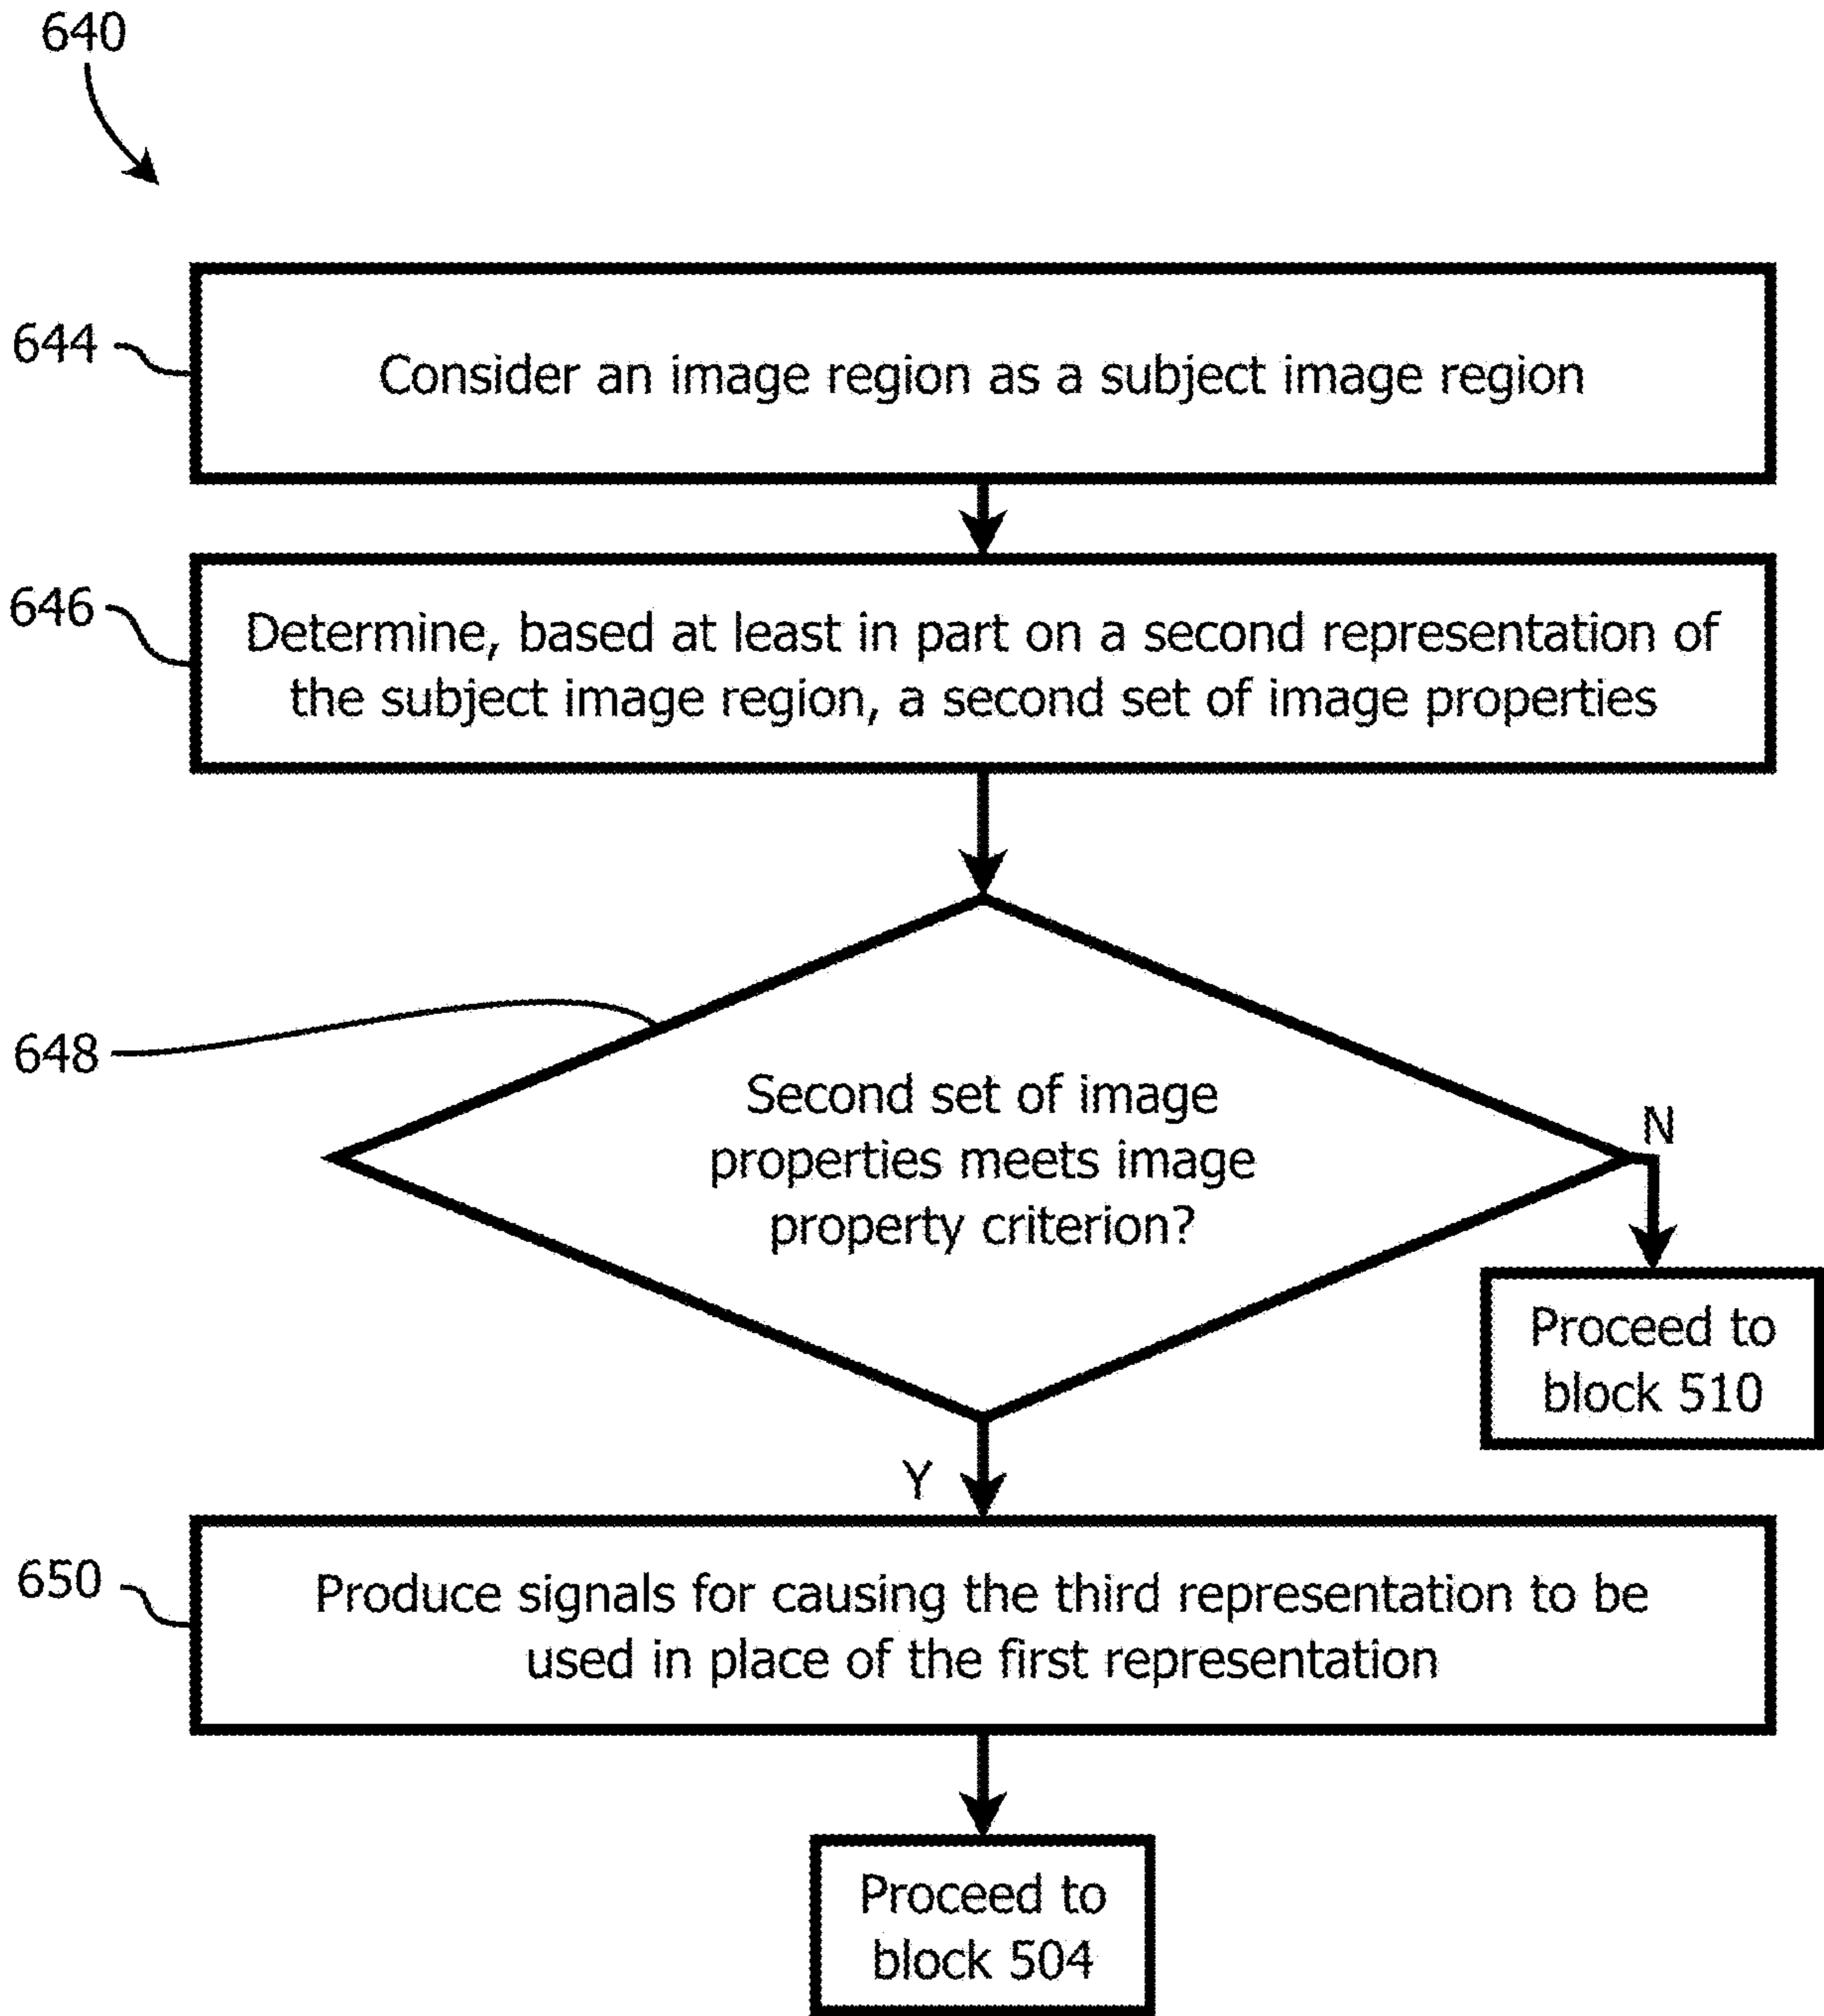 640
644
Consider an image region as a subject image region
646
Determine, based at least in part on a second representation of
the subject image region, a second set of image properties
648
Second set of image
properties meets image
property criterion?
N
Proceed to
block 510
Y
650
Produce signals for causing the third representation to be
used in place of the first representation
Proceed to
block 504